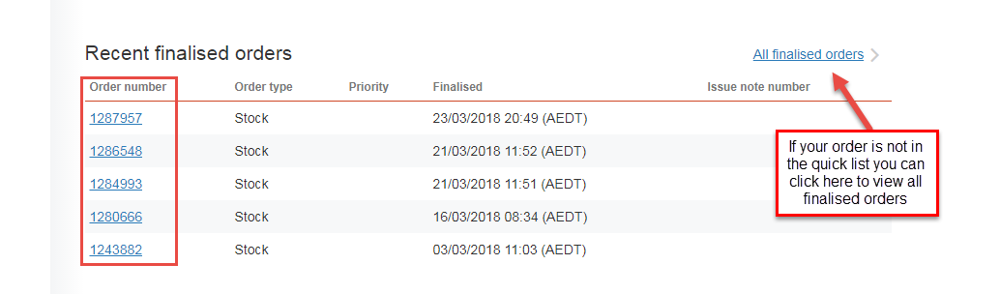 Recent finalised orders
All finalised orders
Order number Order type Priority Finalised Issue note number
1287957 Stock 23/03/2018 20:49 (AEDT)
1286548 Stock 21/03/2018 11:52 (AEDT)
1284993 Stock 21/03/2018 11:51 (AEDT)
1280666 Stock 16/03/2018 08:34 (AEDT)
1243882 Stock 03/03/2018 11:03 (AEDT)
If your order is not in
the quick list you can
click here to view all
finalised orders